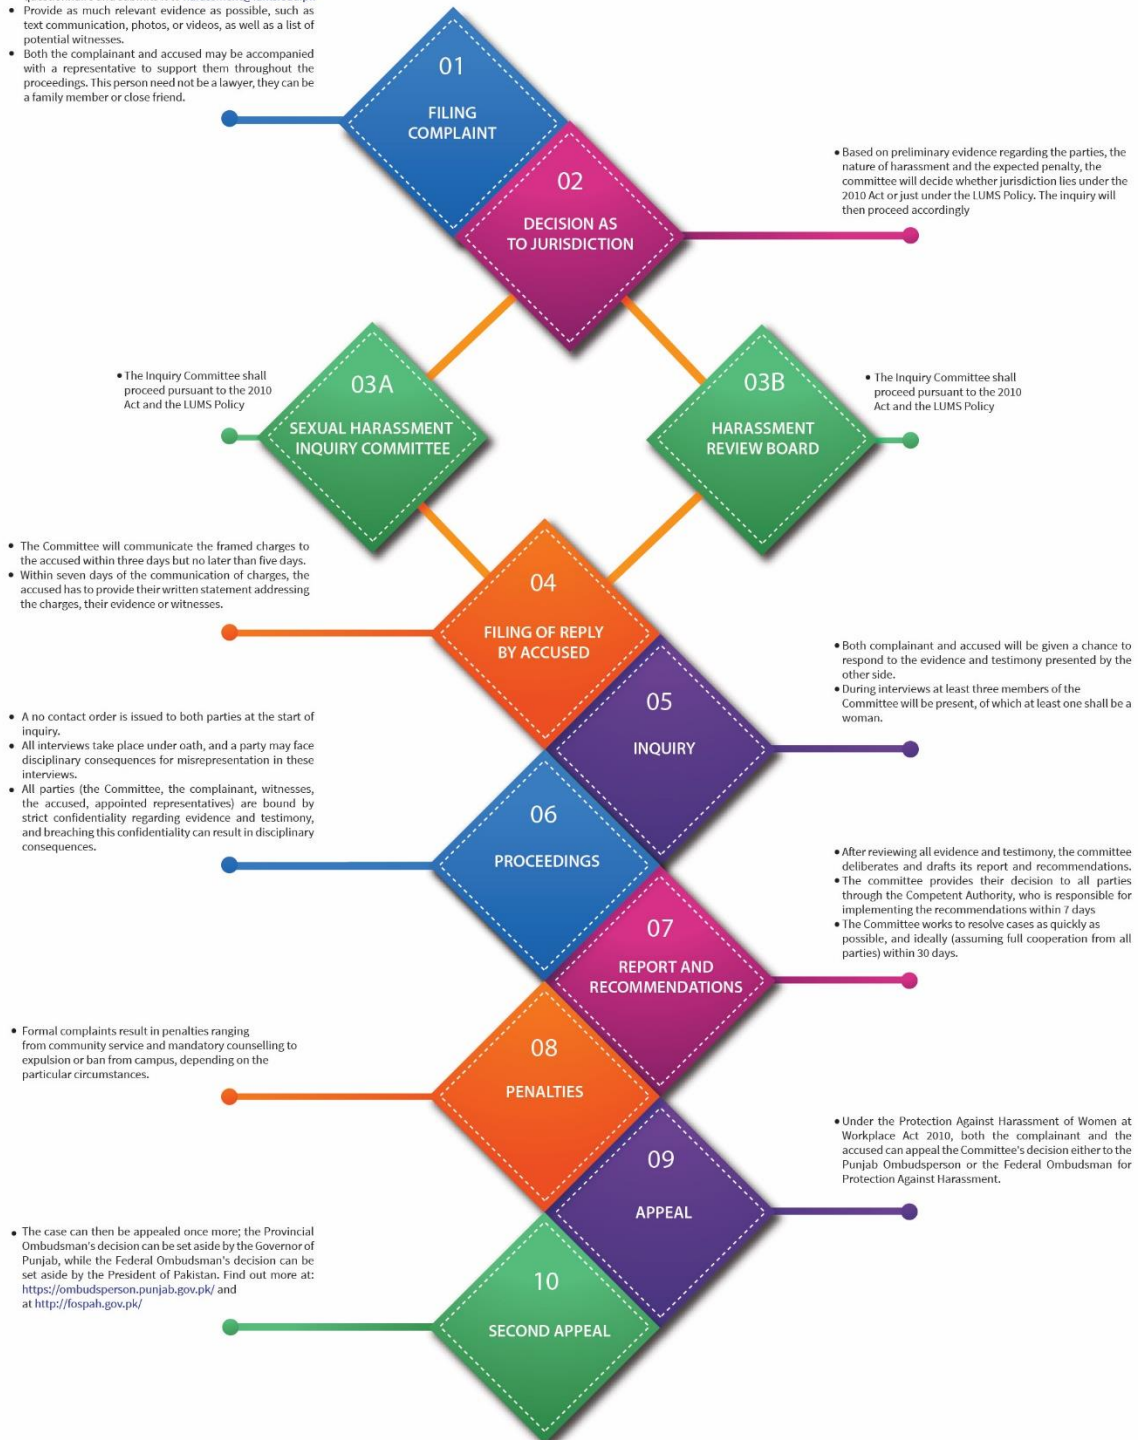 • Provide as much relevant evidence as possible, such as
text communication, photos, or videos, as well as a list of
potential witnesses.
• Both the complainant and accused may be accompanied
with a representative to support them throughout the
proceedings. This person need not be a lawyer, they can be
a family member or close friend.
01
FILING
COMPLAINT
02
DECISION AS
TO JURISDICTION
• Based on preliminary evidence regarding the parties, the
nature of harassment and the expected penalty, the
committee will decide whether jurisdiction lies under the
2010 Act or just under the LUMS Policy. The inquiry will
then proceed accordingly
• The Inquiry Committee shall
proceed pursuant to the 2010
Act and the LUMS Policy
03A
SEXUAL HARASSMENT
INQUIRY COMMITTEE
03B
HARASSMENT
REVIEW BOARD
• The Inquiry Committee shall
proceed pursuant to the 2010
Act and the LUMS Policy
• The Committee will communicate the framed charges to
the accused within three days but no later than five days.
• Within seven days of the communication of charges, the
accused has to provide their written statement addressing
the charges, their evidence or witnesses.
04
FILING OF REPLY
BY ACCUSED
• Both complainant and accused will be given a chance to
respond to the evidence and testimony presented by the
other side.
• During interviews at least three members of the
Committee will be present, of which at least one shall be a
woman.
05
INQUIRY
• A no contact order is issued to both parties at the start of
inquiry.
• All interviews take place under oath, and a party may face
disciplinary consequences for misrepresentation in these
interviews.
• All parties (the Committee, the complainant, witnesses,
the accused, appointed representatives) are bound by
strict confidentiality regarding evidence and testimony,
and breaching this confidentiality can result in disciplinary
consequences.
06
PROCEEDINGS
• After reviewing all evidence and testimony, the committee
deliberates and drafts its report and recommendations.
• The committee provides their decision to all parties
through the Competent Authority, who is responsible for
implementing the recommendations within 7 days
• The Committee works to resolve cases as quickly as
possible, and ideally (assuming full cooperation from all
parties) within 30 days.
07
REPORT AND
RECOMMENDATIONS
• Formal complaints result in penalties ranging
from community service and mandatory counselling to
expulsion or ban from campus, depending on the
particular circumstances.
08
PENALTIES
• Under the Protection Against Harassment of Women at
Workplace Act 2010, both the complainant and the
accused can appeal the Committee's decision either to the
Punjab Ombudsperson or the Federal Ombudsman for
Protection Against Harassment.
09
APPEAL
• The case can then be appealed once more; the Provincial
Ombudsman's decision can be set aside by the Governor of
Punjab, while the Federal Ombudsman's decision can be
set aside by the President of Pakistan. Find out more at:
https://ombudsperson.punjab.gov.pk/ and
at http://fospah.gov.pk/
10
SECOND APPEAL